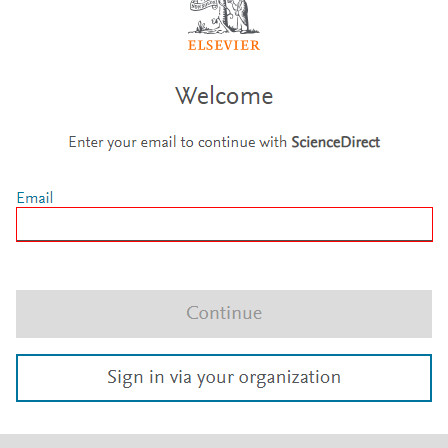 ELSEVIER
Welcome
Enter your email to continue with ScienceDirect
Email
Continue
Sign in via your organization